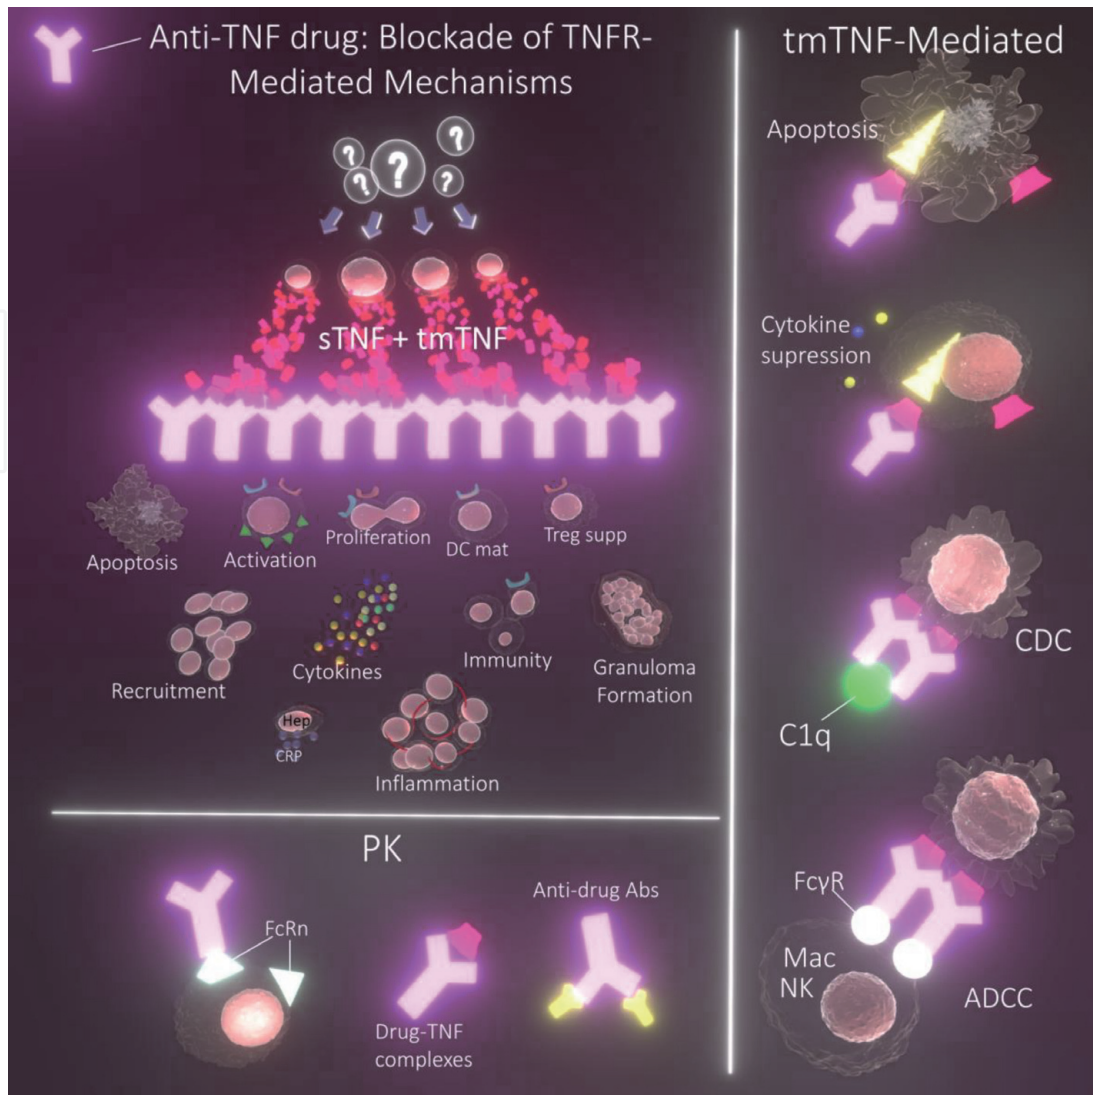 Anti-TNF drug: Blockade of TNFR-
Mediated Mechanisms
? ? ? ? ?
sTNF + tmTNF
Apoptosis
Activation
Proliferation
DC mat
Treg supp
Recruitment
Cytokines
Immunity
Granuloma
Formation
Hep
CRP
Inflammation
PK
FcRn
Drug-TNF
complexes
Anti-drug Abs
tmTNF-Mediated
Apoptosis
Cytokine
supression
CDC
C1q
FcγR
Mac
NK
ADCC